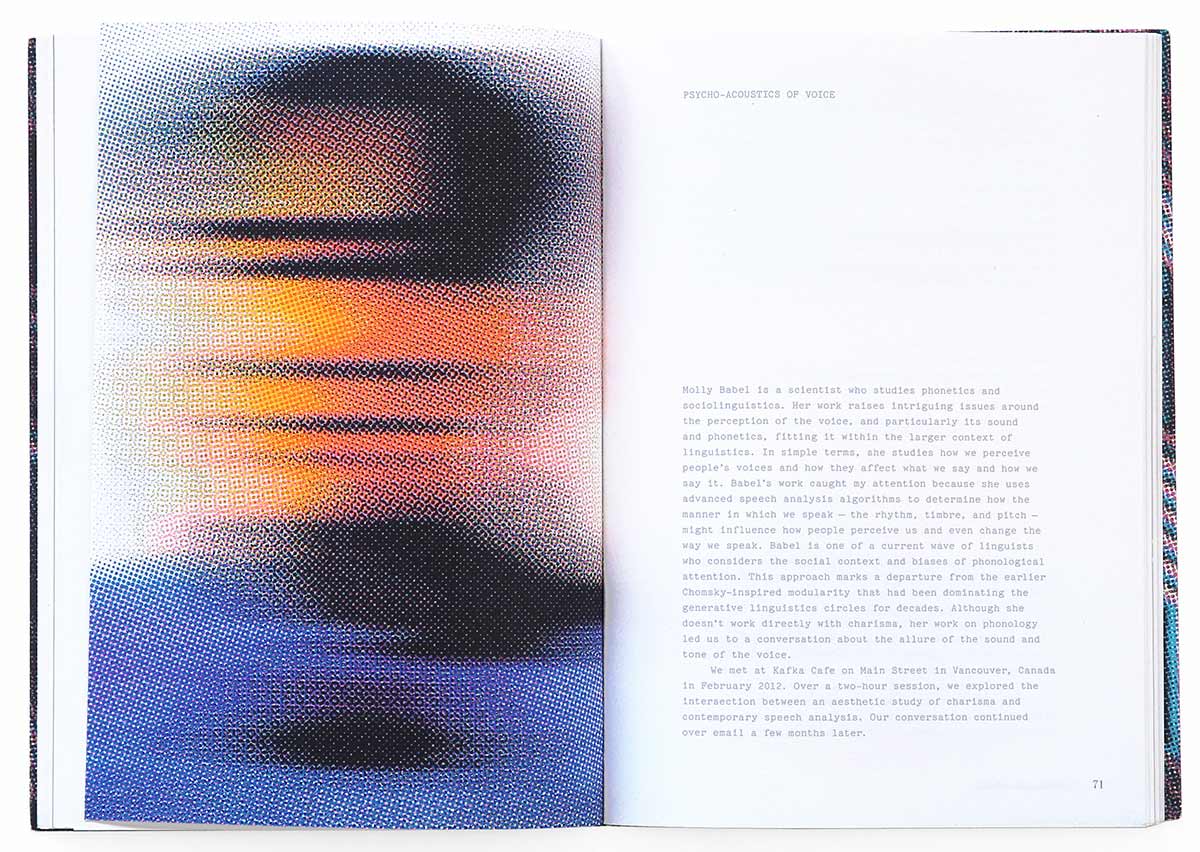 PSYCHO-ACOUSTICS OF VOICE
Molly Babel is a scientist who studies phonetics and
sociolinguistics. Her work raises intriguing issues around
the perception of the voice, and particularly its sound
and phonetics, fitting it within the larger context of
linguistics. In simple terms, she studies how we perceive
people's voices and how they affect what we say and how we
say it. Babel's work caught my attention because she uses
advanced speech analysis algorithms to determine how the
manner in which we speak — the rhythm, timbre, and pitch —
might influence how people perceive us and even change the
way we speak. Babel is one of a current wave of linguists
who considers the social context and biases of phonological
attention. This approach marks a departure from the earlier
Chomsky-inspired modularity that had been dominating the
generative linguistics circles for decades. Although she
doesn't work directly with charisma, her work on phonology
led us to a conversation about the allure of the sound and
tone of the voice.
We met at Kafka Cafe on Main Street in Vancouver, Canada
in February 2012. Over a two-hour session, we explored the
intersection between an aesthetic study of charisma and
contemporary speech analysis. Our conversation continued
over email a few months later.
71